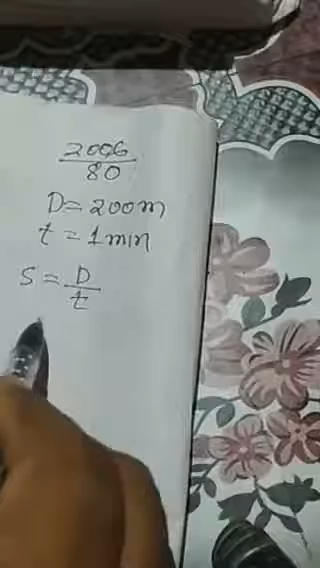 2006
80
D = 200m
t = 1min
S = D
t